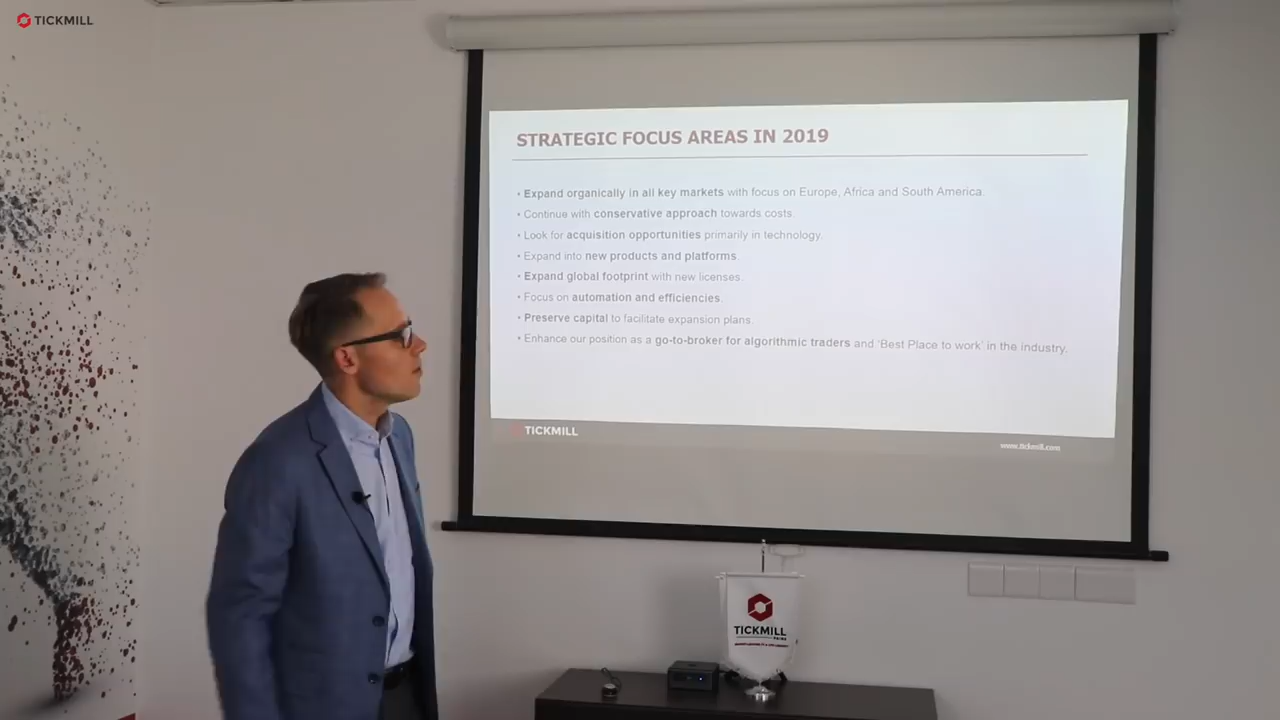 TICKMILL
STRATEGIC FOCUS AREAS IN 2019
• Expand organically in all key markets with focus on Europe, Africa and South America.
• Continue with conservative approach towards costs.
• Look for acquisition opportunities primarily in technology.
• Expand into new products and platforms.
• Expand global footprint with new licenses.
• Focus on automation and efficiencies.
• Preserve capital to facilitate expansion plans.
• Enhance our position as a go-to-broker for algorithmic traders and 'Best Place to work' in the industry.
TICKMILL
www.tickmill.com
TICKMILL